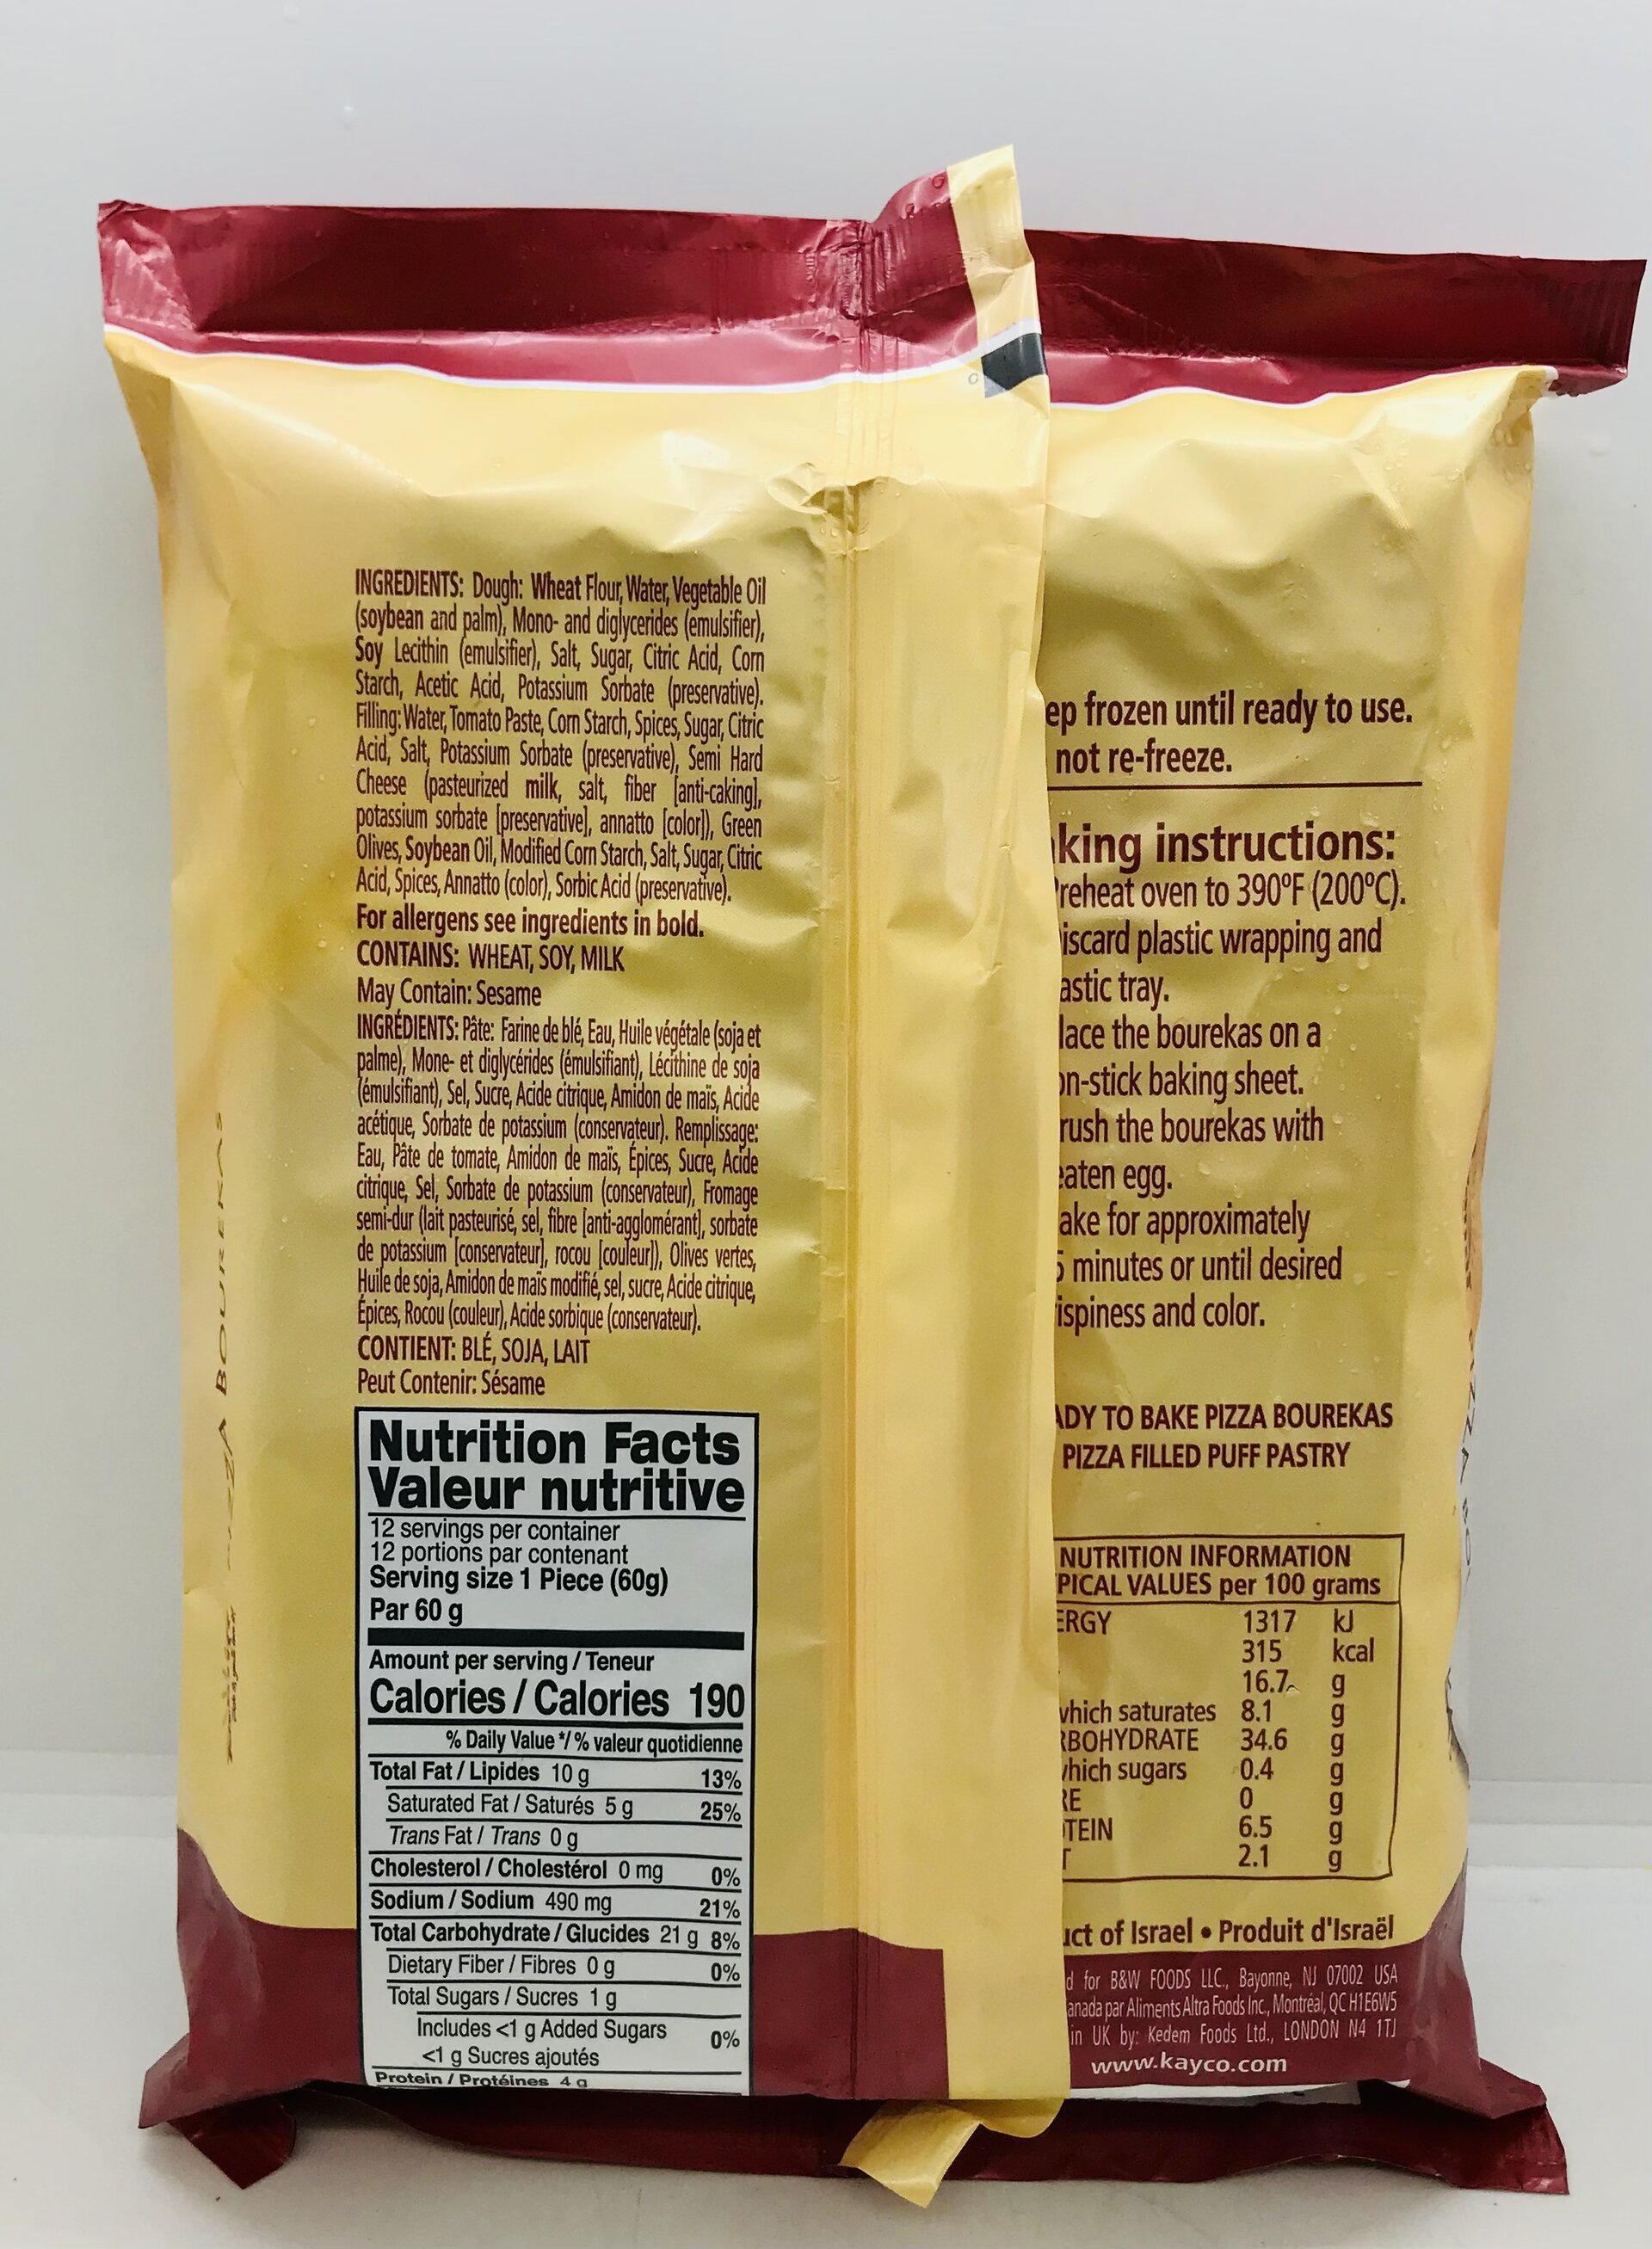 INGREDIENTS: Dough: Wheat Flour, Water, Vegetable Oil
(soybean and palm), Mono- and diglycerides (emulsifier),
Soy Lecithin (emulsifier), Salt, Sugar, Citric Acid, Corn
Starch, Acetic Acid, Potassium Sorbate (preservative).
Filling: Water, Tomato Paste, Corn Starch, Spices, Sugar, Citric
Acid, Salt, Potassium Sorbate (preservative), Semi Hard
Cheese (pasteurized milk, salt, fiber [anti-caking],
potassium sorbate [preservative], annatto [color]), Green
Olives, Soybean Oil, Modified Corn Starch, Salt, Sugar, Citric
Acid, Spices, Annatto (color), Sorbic Acid (preservative).
For allergens see ingredients in bold.
CONTAINS: WHEAT, SOY, MILK
May Contain: Sesame
INGRÉDIENTS: Pâte: Farine de blé, Eau, Huile végétale (soja et
palme), Mone- et diglycérides (émulsifiant), Lécithine de soja
(émulsifiant), Sel, Sucre, Acide citrique, Amidon de maïs, Acide
acétique, Sorbate de potassium (conservateur). Remplissage:
Eau, Pâte de tomate, Amidon de maïs, Épices, Sucre, Acide
citrique, Sel, Sorbate de potassium (conservateur), Fromage
semi-dur (lait pasteurisé, sel, fibre [anti-agglomérant], sorbate
de potassium [conservateur], rocou [couleur]), Olives vertes,
Huile de soja, Amidon de maïs modifié, sel, sucre, Acide citrique,
Épices, Rocou (couleur), Acide sorbique (conservateur).
CONTIENT: BLÉ, SOJA, LAIT
Peut Contenir: Sésame
Nutrition Facts
Valeur nutritive
12 servings per container
12 portions par contenant
Serving size 1 Piece (60g)
Par 60 g
Amount per serving / Teneur
Calories / Calories 190
% Daily Value */ % valeur quotidienne
Total Fat / Lipides 10 g 13%
Saturated Fat / Saturés 5 g 25%
Trans Fat / Trans 0 g
Cholesterol / Cholestérol 0 mg 0%
Sodium / Sodium 490 mg 21%
Total Carbohydrate / Glucides 21 g 8%
Dietary Fiber / Fibres 0 g 0%
Total Sugars / Sucres 1 g
Includes <1 g Added Sugars 0%
<1 g Sucres ajoutés
Protein / Protéines 4 g
PIZZA BOUREKAS
ep frozen until ready to use.
not re-freeze.
king instructions:
reheat oven to 390ºF (200ºC).
iscard plastic wrapping and
astic tray.
lace the bourekas on a
on-stick baking sheet.
rush the bourekas with
eaten egg.
ake for approximately
5 minutes or until desired
ispiness and color.
ADY TO BAKE PIZZA BOUREKAS
PIZZA FILLED PUFF PASTRY
NUTRITION INFORMATION
PICAL VALUES per 100 grams
ERGY 1317 kJ
315 kcal
16.7 g
which saturates 8.1 g
RBOHYDRATE 34.6 g
which sugars 0.4 g
RE 0 g
OTEIN 6.5 g
T 2.1 g
uct of Israel • Produit d'Israël
d for B&W FOODS LLC., Bayonne, NJ 07002 USA
anada par Aliments Altra Foods Inc., Montréal, QC H1E6W5
in UK by: Kedem Foods Ltd., LONDON N4 1TJ
www.kayco.com